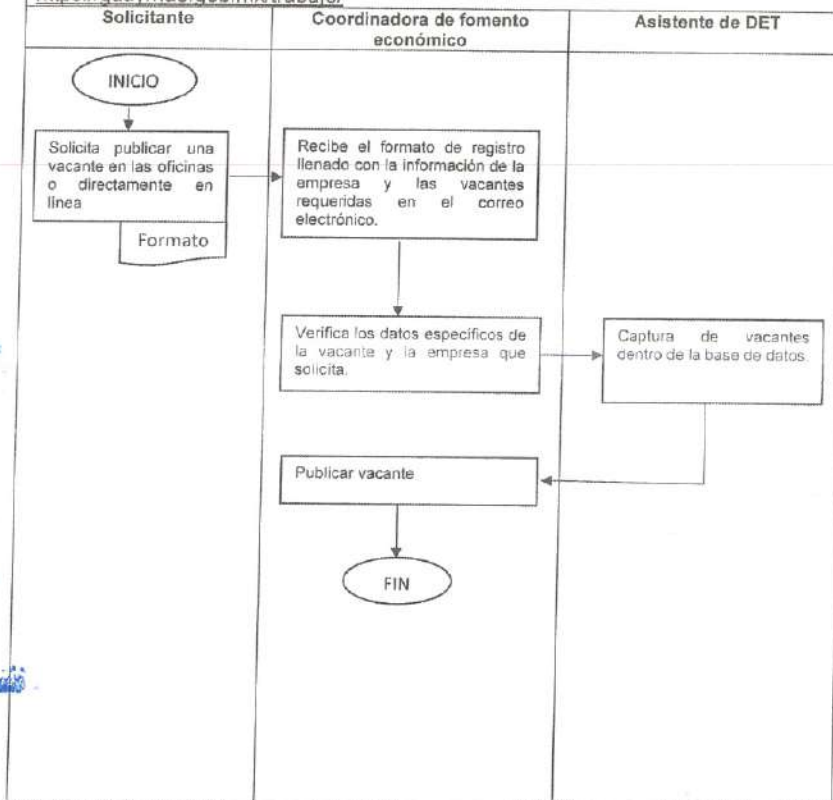 Solicitante
Coordinadora de fomento
económico
Asistente de DET
INICIO
Solicita publicar una
vacante en las oficinas
o directamente en
línea
Formato
Recibe el formato de registro
llenado con la información de la
empresa y las vacantes
requeridas en el correo
electrónico.
Verifica los datos específicos de
la vacante y la empresa que
solicita.
Captura de vacantes
dentro de la base de datos.
Publicar vacante
FIN